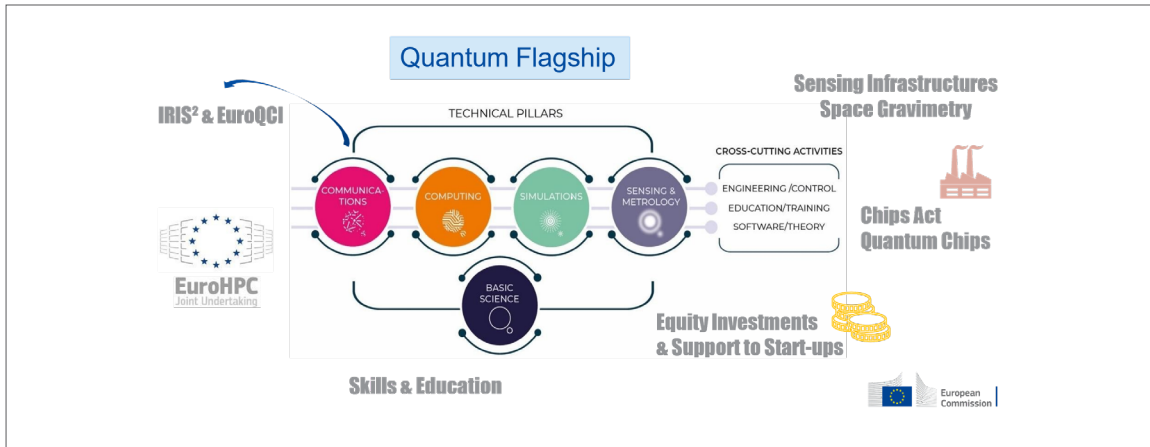 Quantum Flagship
Sensing Infrastructures
Space Gravimetry
IRIS² & EuroQCI
TECHNICAL PILLARS
CROSS-CUTTING ACTIVITIES
COMMUNICA-
TIONS
COMPUTING
SIMULATIONS
SENSING &
METROLOGY
ENGINEERING /CONTROL
EDUCATION/TRAINING
SOFTWARE/THEORY
Chips Act
Quantum Chips
EuroHPC
Joint Undertaking
BASIC
SCIENCE
Equity Investments
& Support to Start-ups
Skills & Education
European
Commission